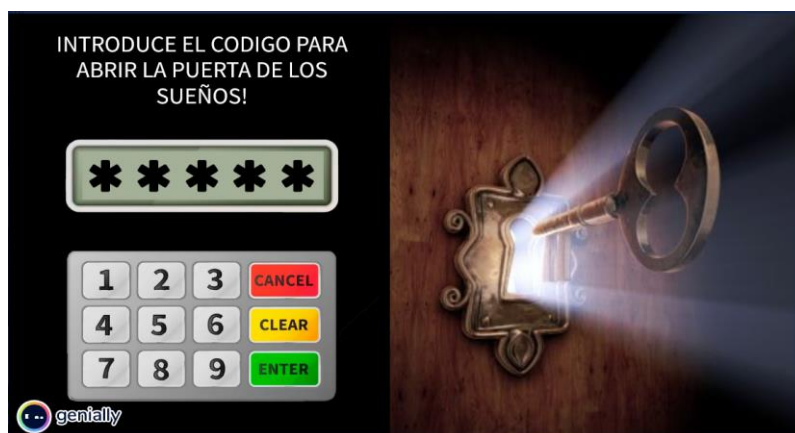 INTRODUCE EL CODIGO PARA
ABRIR LA PUERTA DE LOS
SUEÑOS!
* * * * *
1 2 3 CANCEL
4 5 6 CLEAR
7 8 9 ENTER
genially